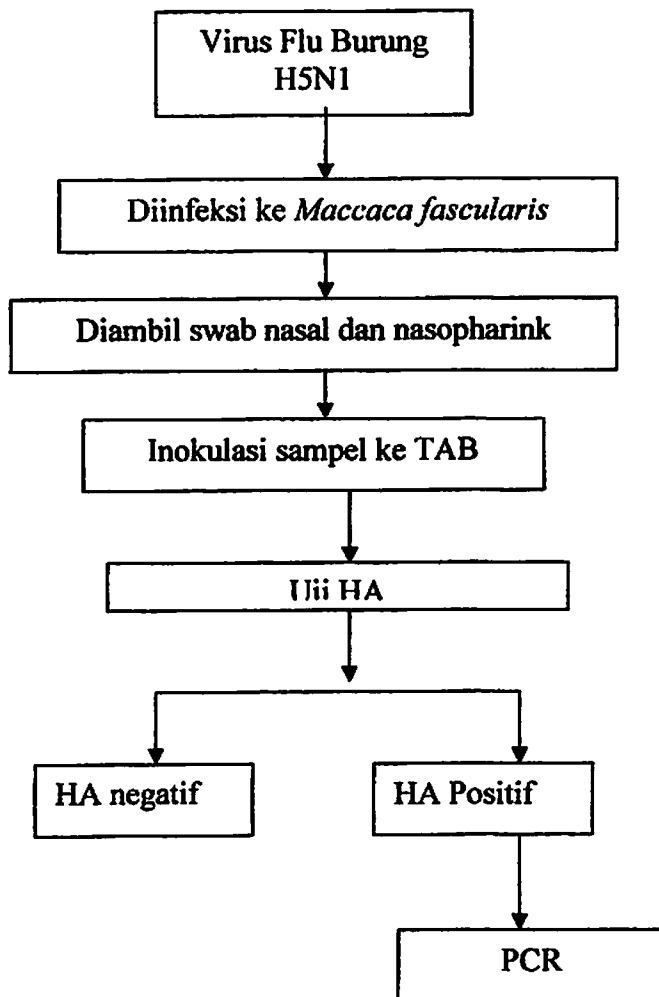 Virus Flu Burung
H5N1
Diinfeksi ke Maccaca fascularis
Diambil swab nasal dan nasopharink
Inokulasi sampel ke TAB
Uji HA
HA negatif
HA Positif
PCR